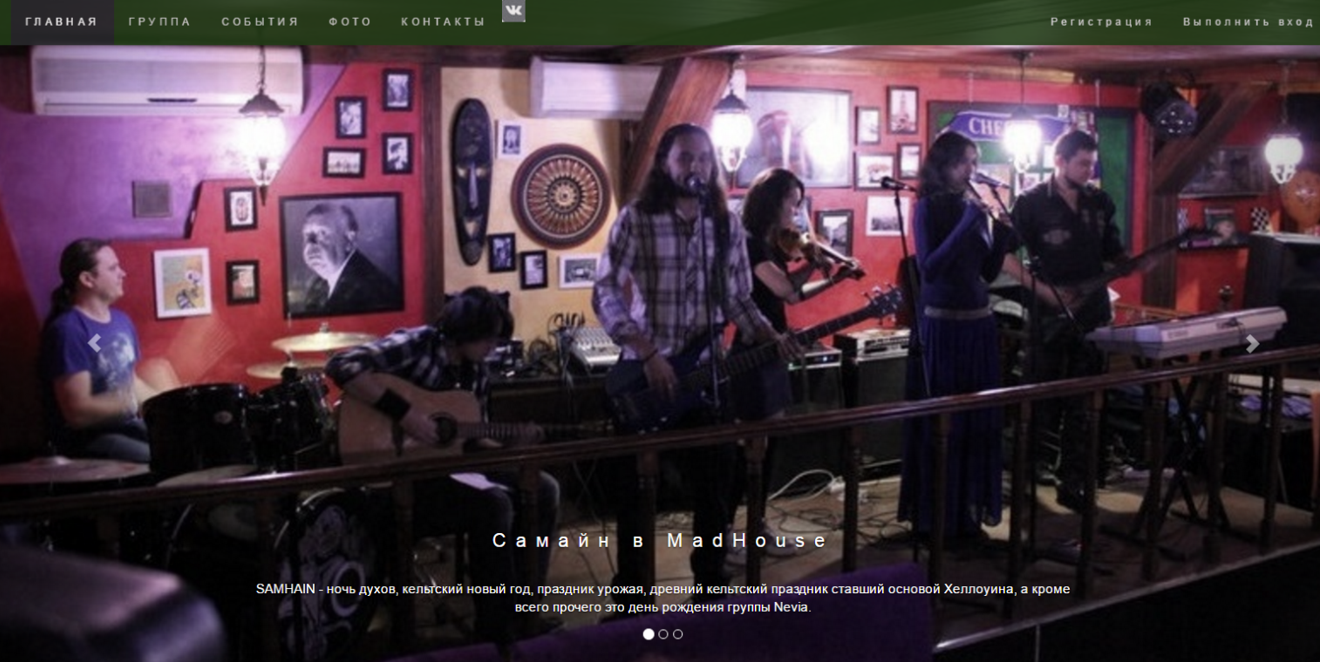 ГЛАВНАЯ ГРУППА СОБЫТИЯ ФОТО КОНТАКТЫ Регистрация Выполнить вход
CHE
Самайн в MadHouse
SAMHAIN - ночь духов, кельтский новый год, праздник урожая, древний кельтский праздник ставший основой Хеллоуина, а кроме
всего прочего это день рождения группы Nevia.